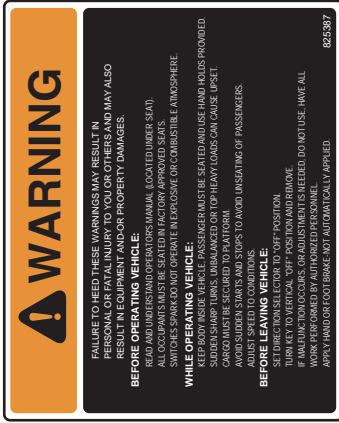 WARNING
FAILURE TO HEED THESE WARNINGS MAY RESULT IN
PERSONAL OR FATAL INJURY TO YOU OR OTHERS AND MAY ALSO
RESULT IN EQUIPMENT AND/OR PROPERTY DAMAGES.
BEFORE OPERATING VEHICLE:
READ AND UNDERSTAND OPERATOR'S MANUAL (LOCATED UNDER SEAT).
ALL OCCUPANTS MUST BE SEATED IN FACTORY APPROVED SEATS.
SWITCHES SPARK-DO NOT OPERATE IN EXPLOSIVE OR COMBUSTIBLE ATMOSPHERE.
WHILE OPERATING VEHICLE:
KEEP BODY INSIDE VEHICLE. PASSENGER MUST BE SEATED AND USE HAND HOLDS PROVIDED.
SUDDEN SHARP TURNS, UNBALANCED OR TOP HEAVY LOADS CAN CAUSE UPSET.
CARGO MUST BE SECURED TO PLATFORM.
AVOID SUDDEN STARTS AND STOPS TO AVOID UNSEATING OF PASSENGERS.
ADJUST SPEED TO CONDITIONS.
BEFORE LEAVING VEHICLE:
SET DIRECTION SELECTOR TO "OFF" POSITION.
TURN KEY TO VERTICAL "OFF" POSITION AND REMOVE.
IF MALFUNCTION OCCURS, OR ADJUSTMENT IS NEEDED, DO NOT USE. HAVE ALL
WORK PERFORMED BY AUTHORIZED PERSONNEL.
APPLY HAND OR FOOT BRAKE-NOT AUTOMATICALLY APPLIED.
825387